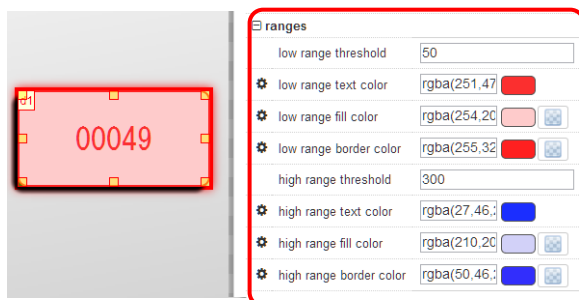 d1
00049
ranges
low range threshold 50
low range text color rgba(251,47
low range fill color rgba(254,20
low range border color rgba(255,32
high range threshold 300
high range text color rgba(27,46,2
high range fill color rgba(210,20
high range border color rgba(50,46,2